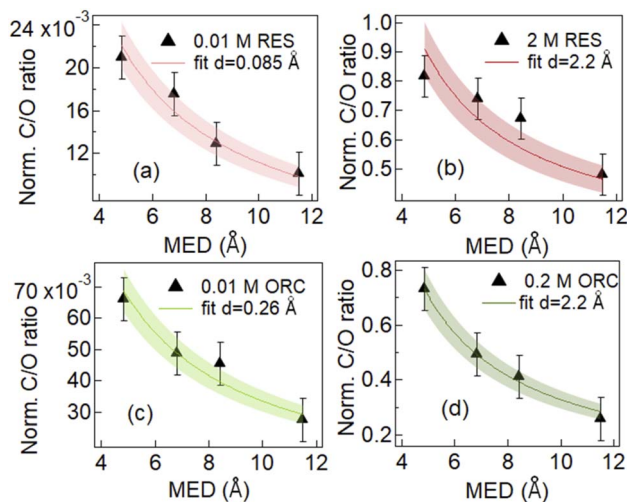 24 x10⁻³
20
16
12
Norm. C/O ratio
0.01 M RES
fit d=0.085 Å
(a)
4 6 8 10 12
MED (Å)
1.0
0.9
0.8
0.7
0.6
0.5
Norm. C/O ratio
2 M RES
fit d=2.2 Å
(b)
4 6 8 10 12
MED (Å)
70 x10⁻³
60
50
40
30
Norm. C/O ratio
0.01 M ORC
fit d=0.26 Å
(c)
4 6 8 10 12
MED (Å)
0.8
0.6
0.4
0.2
Norm. C/O ratio
0.2 M ORC
fit d=2.2 Å
(d)
4 6 8 10 12
MED (Å)